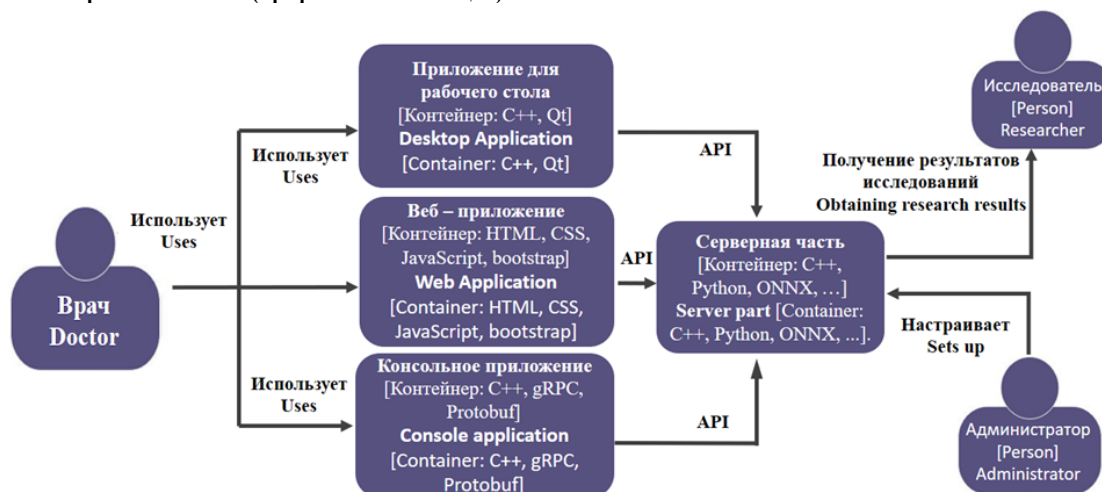 Приложение для
рабочего стола
[Контейнер: C++, Qt]
Desktop Application
[Container: C++, Qt]
Использует
Uses
API
Исследователь
[Person]
Researcher
Получение результатов
исследований
Obtaining research results
Врач
Doctor
Использует
Uses
Веб – приложение
[Контейнер: HTML, CSS,
JavaScript, bootstrap]
Web Application
[Container: HTML, CSS,
JavaScript, bootstrap]
API
Серверная часть
[Контейнер: C++,
Python, ONNX, …]
Server part [Container:
C++, Python, ONNX, ...].
Настраивает
Sets up
Использует
Uses
Консольное приложение
[Контейнер: C++, gRPC,
Protobuf]
Console application
[Container: C++, gRPC,
Protobuf]
API
Администратор
[Person]
Administrator